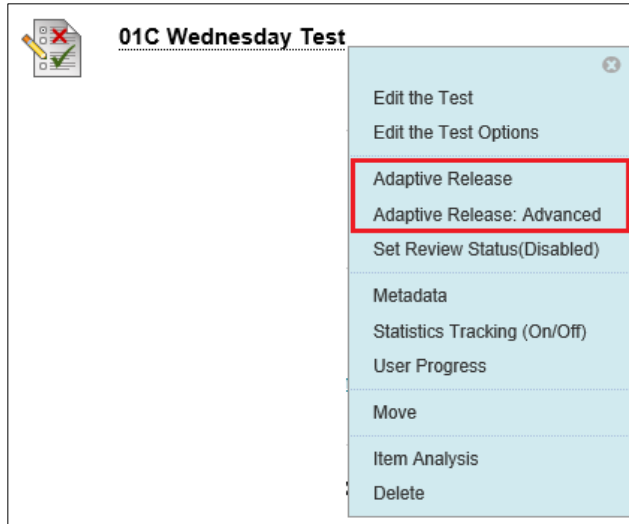 01C Wednesday Test
Edit the Test
Edit the Test Options
Adaptive Release
Adaptive Release: Advanced
Set Review Status(Disabled)
Metadata
Statistics Tracking (On/Off)
User Progress
Move
Item Analysis
Delete